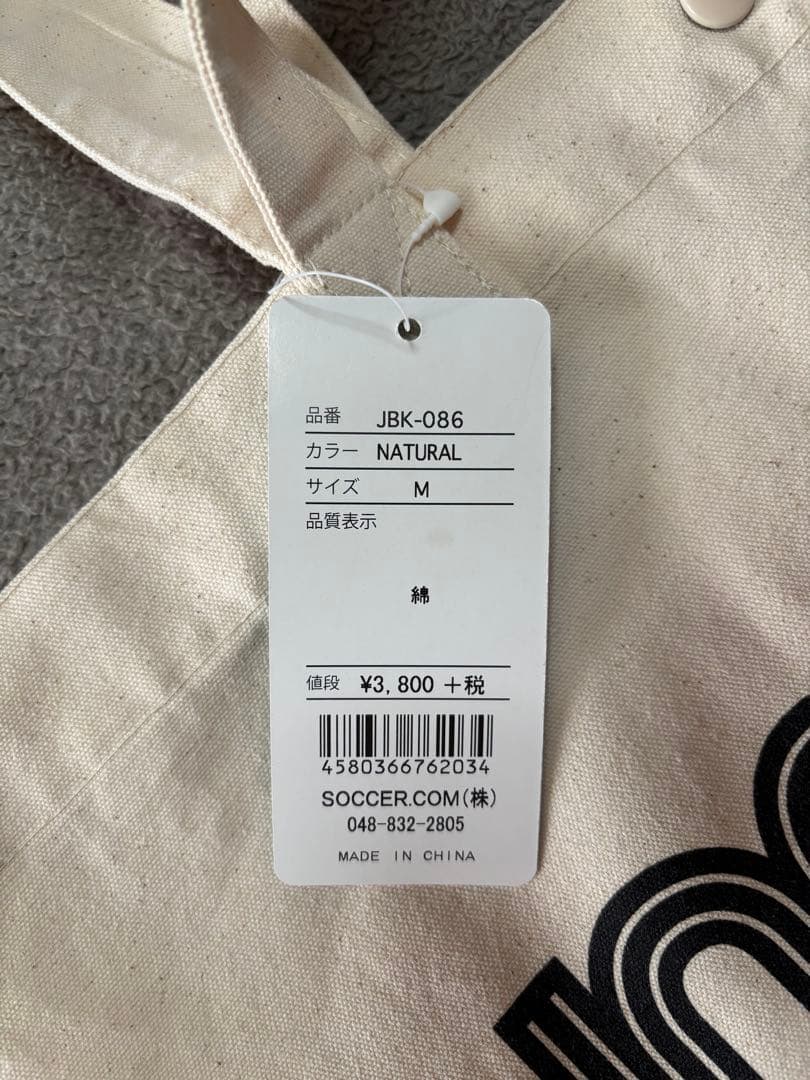 品番 JBK-086
カラー NATURAL
サイズ M
品質表示
綿
値段 ¥3,800 +税
4580366762034
SOCCER.COM(株)
048-832-2805
MADE IN CHINA